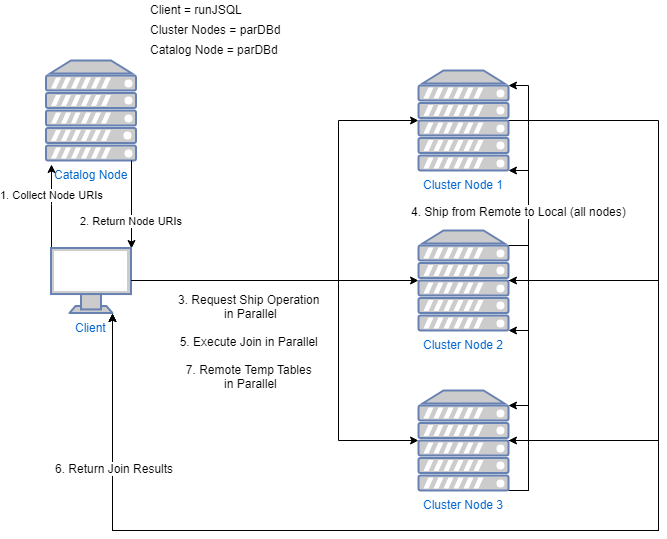 Client = runJSQL
Cluster Nodes = parDBd
Catalog Node = parDBd
Catalog Node
Cluster Node 1
1. Collect Node URIs
4. Ship from Remote to Local (all nodes)
2. Return Node URIs
3. Request Ship Operation
in Parallel
Client
5. Execute Join in Parallel
Cluster Node 2
7. Remote Temp Tables
in Parallel
6. Return Join Results
Cluster Node 3